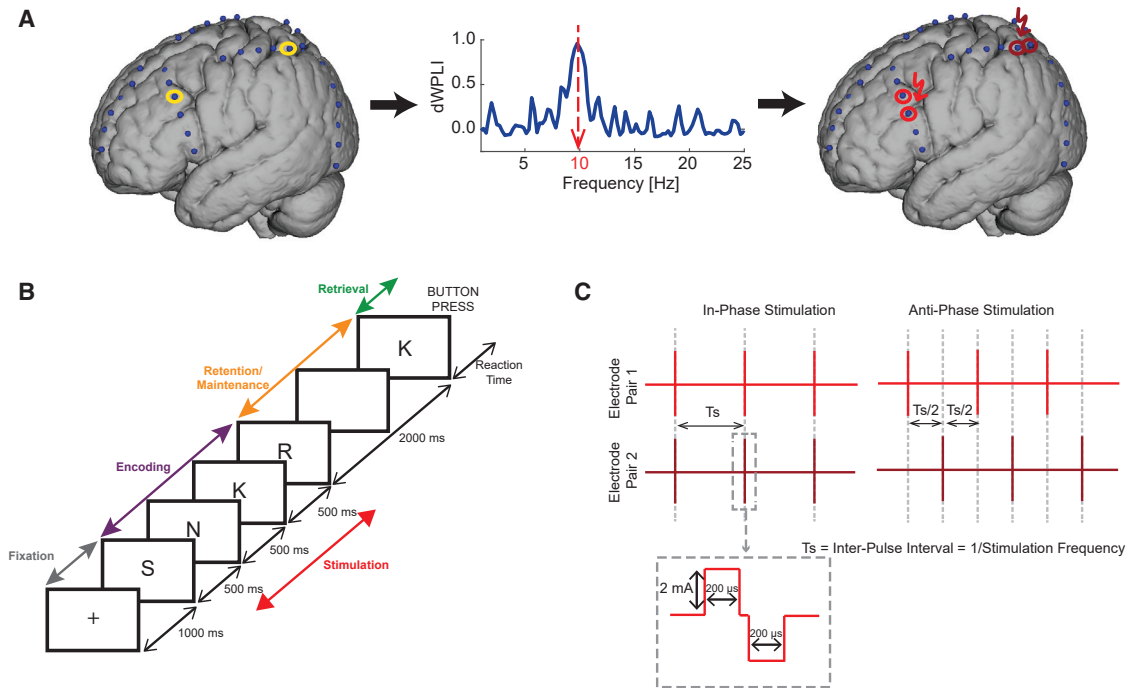 A
dWPLI
1.0
0.5
0.0
5
10
15
20
25
Frequency [Hz]
B
Retrieval
BUTTON
PRESS
K
Reaction
Time
Retention/
Maintenance
2000 ms
R
Encoding
K
500 ms
N
500 ms
Stimulation
Fixation
S
500 ms
500 ms
+
1000 ms
C
In-Phase Stimulation
Anti-Phase Stimulation
Electrode
Pair 1
Ts
Ts/2
Ts/2
Electrode
Pair 2
Ts = Inter-Pulse Interval = 1/Stimulation Frequency
2 mA
200 µs
200 µs